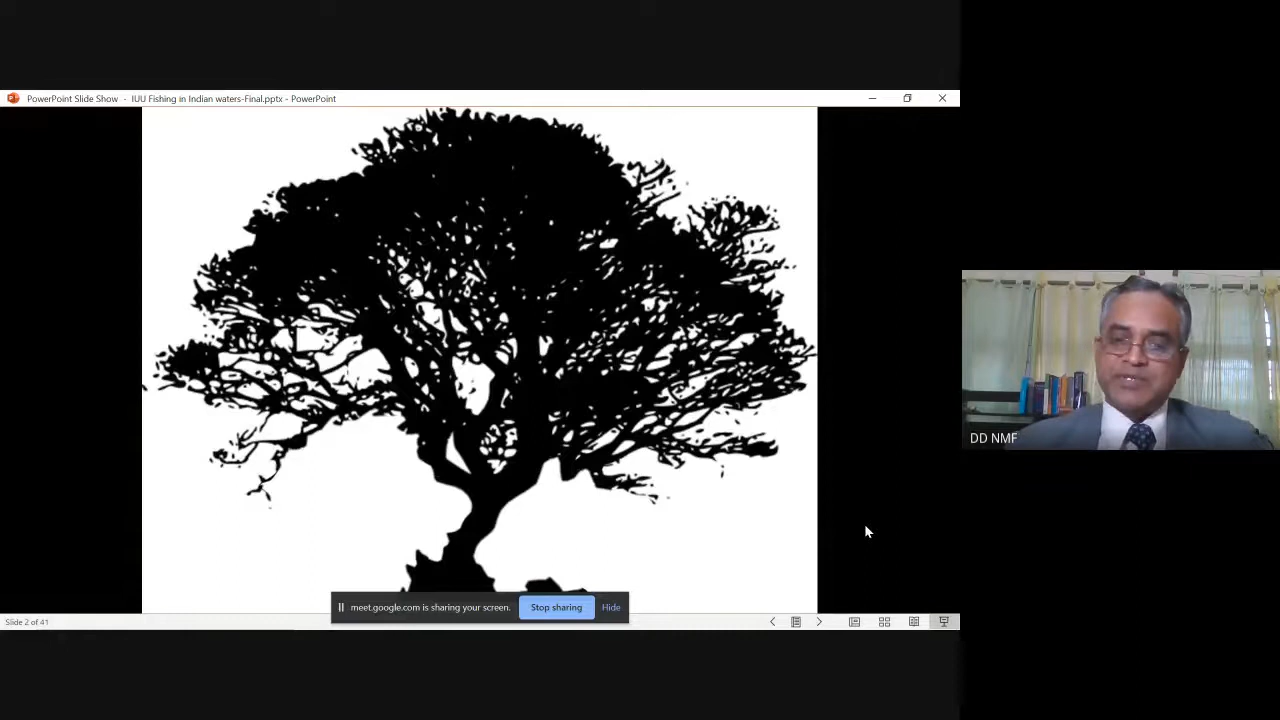 PowerPoint Slide Show - IUU Fishing in Indian waters-Final.pptx - PowerPoint
DD NMF
meet.google.com is sharing your screen. Stop sharing Hide
Slide 2 of 41